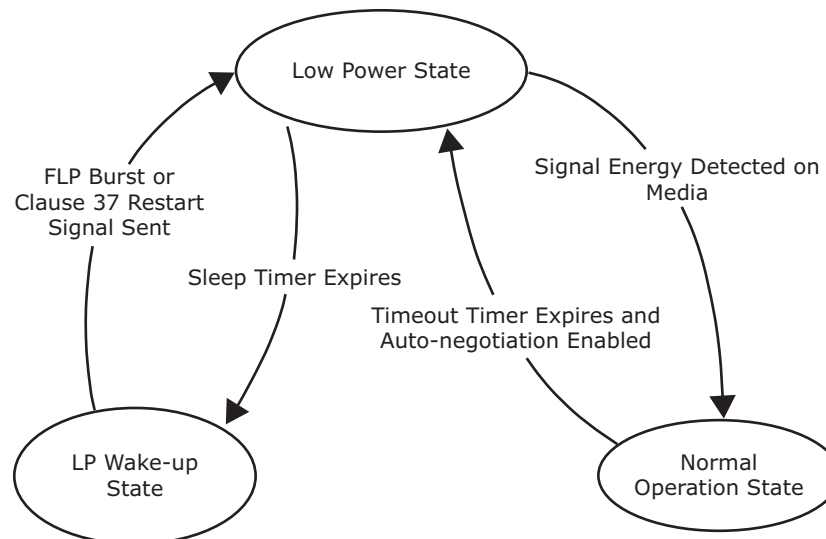 Low Power State
FLP Burst or
Clause 37 Restart
Signal Sent
Signal Energy Detected on
Media
Sleep Timer Expires
Timeout Timer Expires and
Auto-negotiation Enabled
LP Wake-up
State
Normal
Operation State